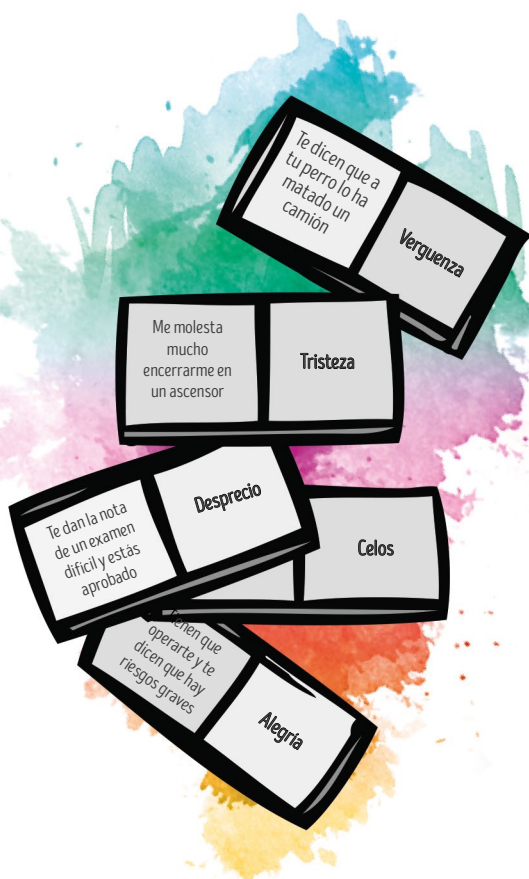 Te dicen que a
tu perro lo ha
matado un
camión
Verguenza
Me molesta
mucho
encerrarme en
un ascensor
Tristeza
Te dan la nota
de un examen
dificil y estás
aprobado
Desprecio
Celos
Tienen que
operarte y te
dicen que hay
riesgos graves
Alegría